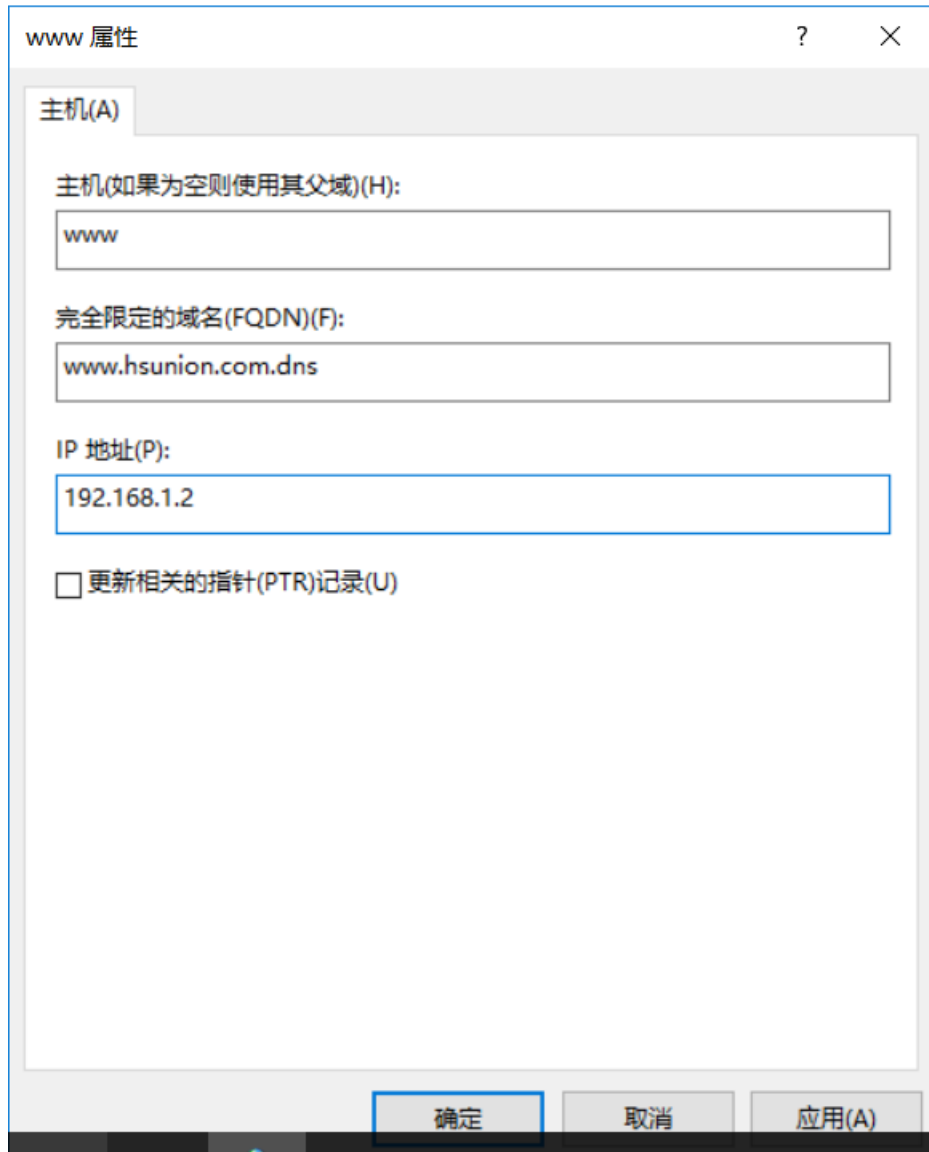 www 属性
主机(A)
主机(如果为空则使用其父域)(H):
www
完全限定的域名(FQDN)(F):
www.hsunion.com.dns
IP 地址(P):
192.168.1.2
更新相关的指针(PTR)记录(U)
确定 取消 应用(A)